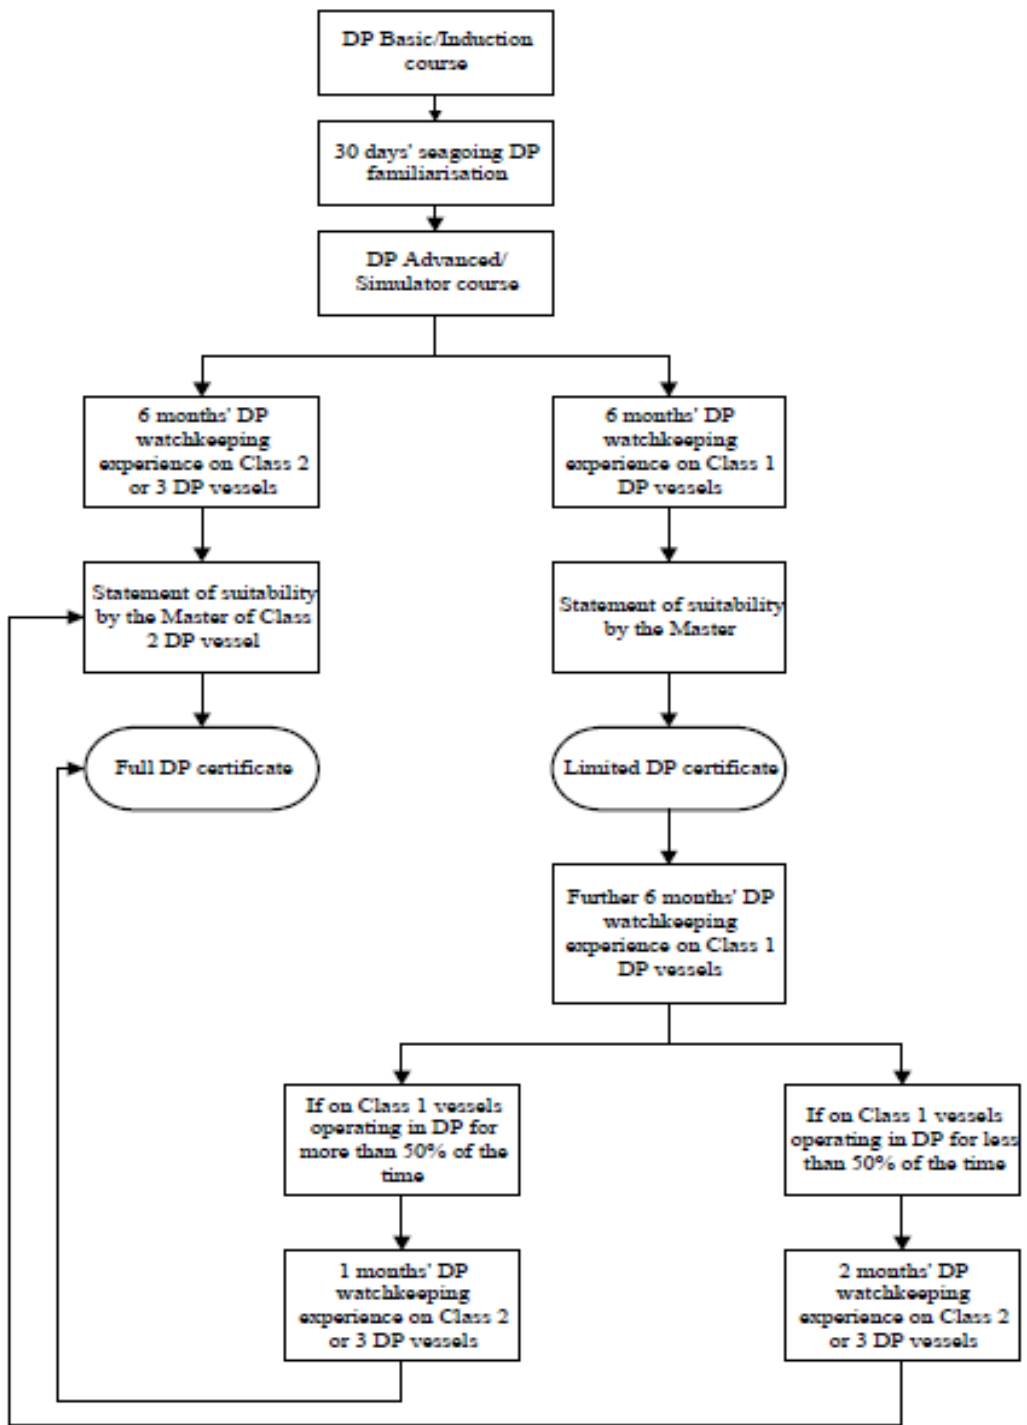 DP Basic/Induction
course
30 days' seagoing DP
familiarisation
DP Advanced/
Simulator course
6 months' DP
watchkeeping
experience on Class 2
or 3 DP vessels
6 months' DP
watchkeeping
experience on Class 1
DP vessels
Statement of suitability
by the Master of Class
2 DP vessel
Statement of suitability
by the Master
Full DP certificate
Limited DP certificate
Further 6 months' DP
watchkeeping
experience on Class 1
DP vessels
If on Class 1 vessels
operating in DP for
more than 50% of the
time
If on Class 1 vessels
operating in DP for less
than 50% of the time
1 months' DP
watchkeeping
experience on Class 2
or 3 DP vessels
2 months' DP
watchkeeping
experience on Class 2
or 3 DP vessels